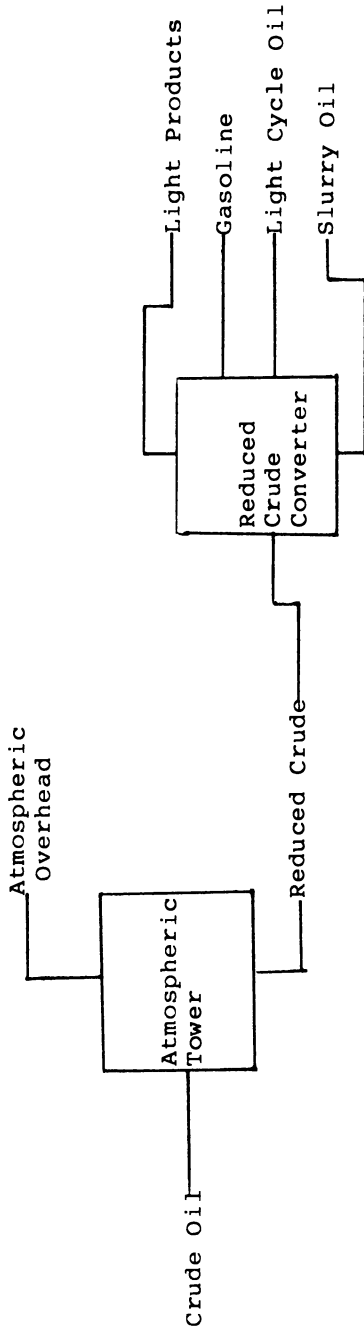 Crude Oil
Atmospheric
Tower
Atmospheric
Overhead
Reduced Crude
Reduced
Crude
Converter
Light Products
Gasoline
Light Cycle Oil
Slurry Oil